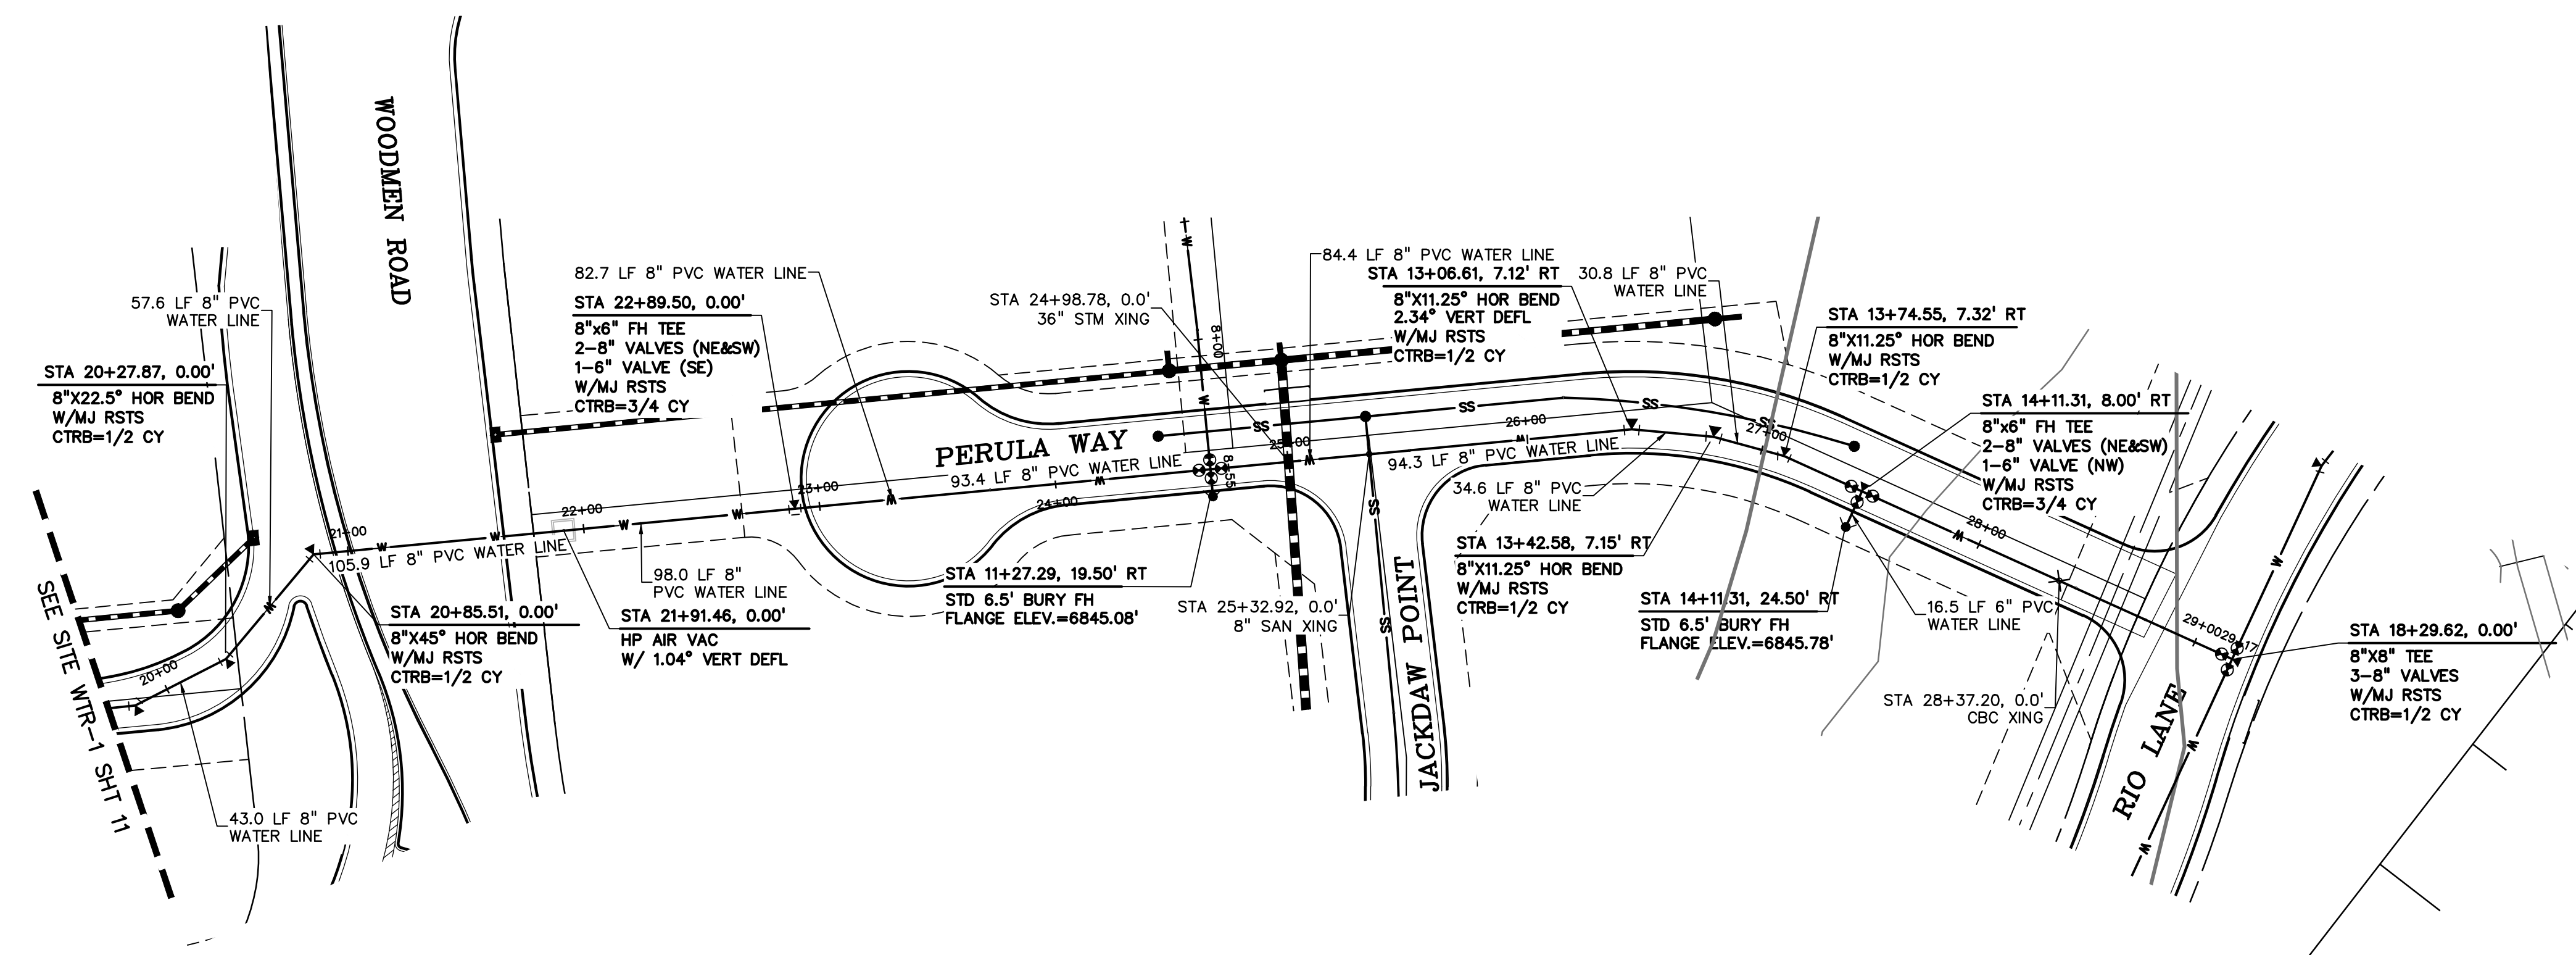 WOODMEN ROAD
57.6 LF 8" PVC
WATER LINE
STA 20+27.87, 0.00'
8"X22.5° HOR BEND
W/MJ RSTS
CTRB=1/2 CY
SEE SITE WTR-1 SHT 11
20+00
43.0 LF 8" PVC
WATER LINE
21+00
105.9 LF 8" PVC WATER LINE
STA 20+85.51, 0.00'
8"X45° HOR BEND
W/MJ RSTS
CTRB=1/2 CY
82.7 LF 8" PVC WATER LINE
STA 22+89.50, 0.00'
8"x6" FH TEE
2-8" VALVES (NE&SW)
1-6" VALVE (SE)
W/MJ RSTS
CTRB=3/4 CY
22+00
W
W
W
W
W
98.0 LF 8"
PVC WATER LINE
STA 21+91.46, 0.00'
HP AIR VAC
W/ 1.04° VERT DEFL
23+00
W
PERULA WAY
93.4 LF 8" PVC WATER LINE
24+00
W
STA 24+98.78, 0.0'
36" STM XING
W
8+00
W
8+55
SS
25+00
W
STA 11+27.29, 19.50' RT
STD 6.5' BURY FH
FLANGE ELEV.=6845.08'
STA 25+32.92, 0.0'
8" SAN XING
84.4 LF 8" PVC WATER LINE
STA 13+06.61, 7.12' RT
8"X11.25° HOR BEND
2.34° VERT DEFL
W/MJ RSTS
CTRB=1/2 CY
30.8 LF 8" PVC
WATER LINE
SS
SS
SS
26+00
W
94.3 LF 8" PVC WATER LINE
27+00
SS
SS
JACKDAW POINT
34.6 LF 8" PVC
WATER LINE
STA 13+42.58, 7.15' RT
8"X11.25° HOR BEND
W/MJ RSTS
CTRB=1/2 CY
STA 13+74.55, 7.32' RT
8"X11.25° HOR BEND
W/MJ RSTS
CTRB=1/2 CY
STA 14+11.31, 8.00' RT
8"x6" FH TEE
2-8" VALVES (NE&SW)
1-6" VALVE (NW)
W/MJ RSTS
CTRB=3/4 CY
STA 14+11.31, 24.50' RT
STD 6.5' BURY FH
FLANGE ELEV.=6845.78'
28+00
W
16.5 LF 6" PVC
WATER LINE
STA 28+37.20, 0.0'
CBC XING
29+00
29+17
W
W
W
RIO LANE
STA 18+29.62, 0.00'
8"X8" TEE
3-8" VALVES
W/MJ RSTS
CTRB=1/2 CY